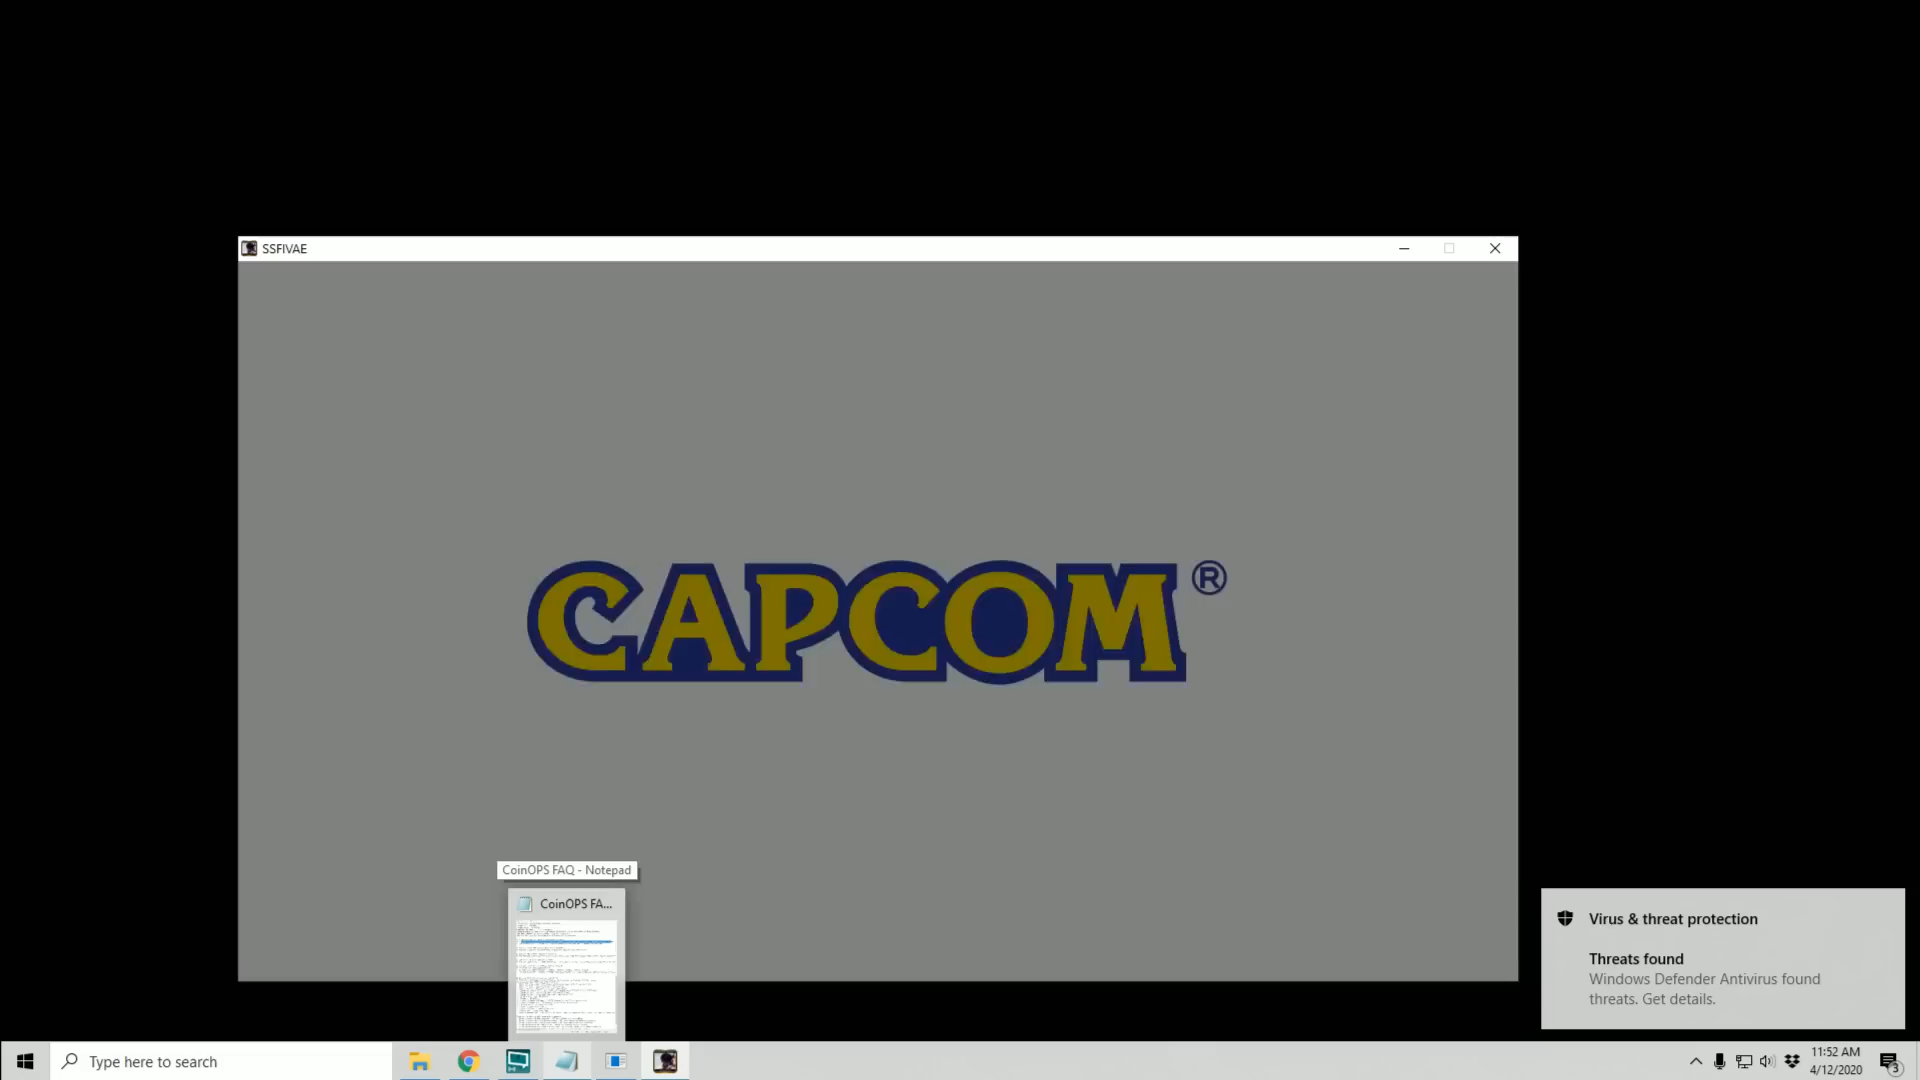 SSFIVAE
CAPCOM®
CoinOPS FAQ - Notepad
CoinOPS FA...
Virus & threat protection
Threats found
Windows Defender Antivirus found
threats. Get details.
Type here to search
11:52 AM
4/12/2020
3